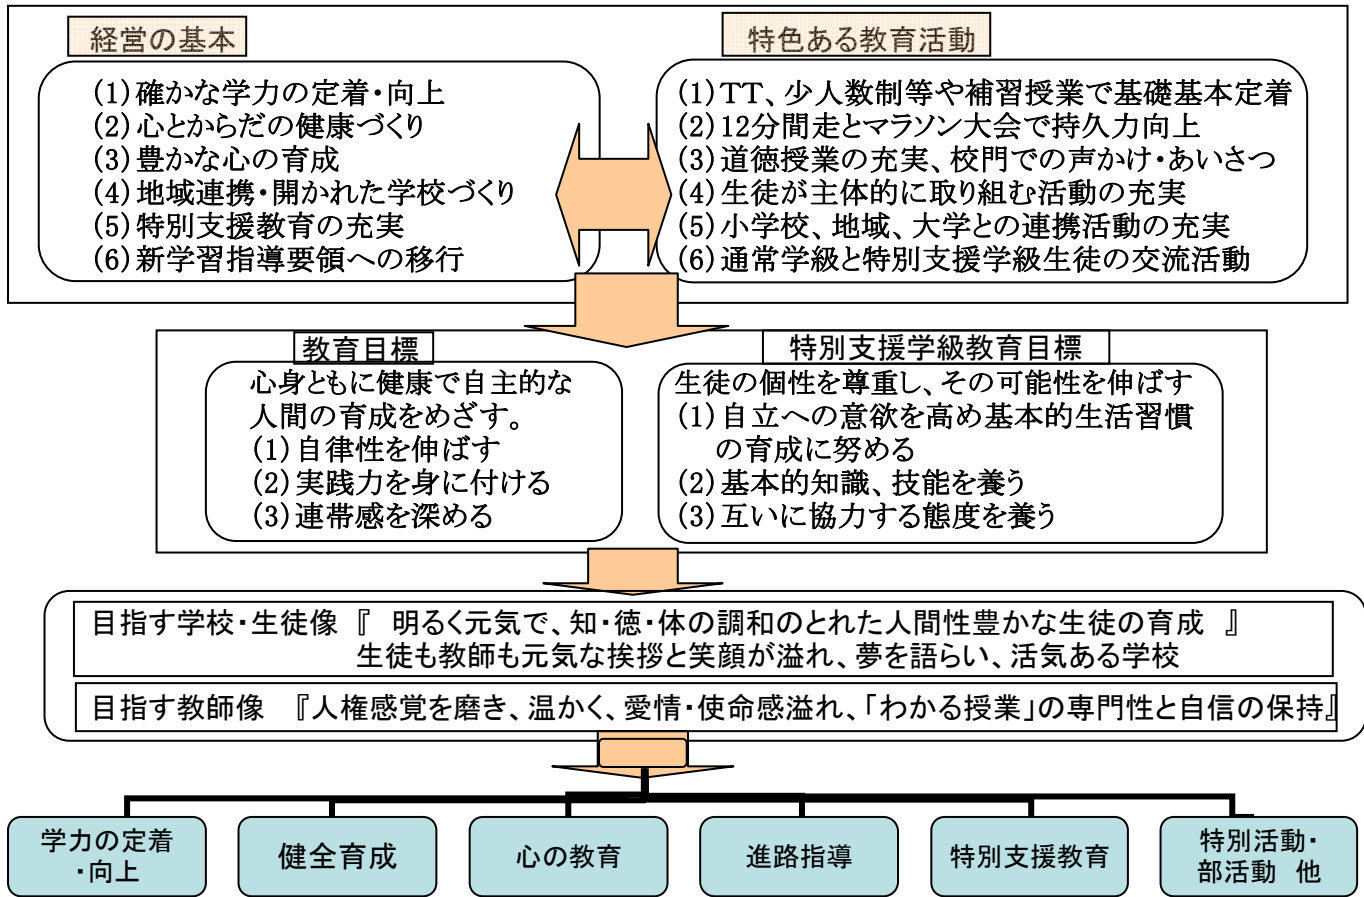 経営の基本
(1)確かな学力の定着・向上
(2)心とからだの健康づくり
(3)豊かな心の育成
(4)地域連携・開かれた学校づくり
(5)特別支援教育の充実
(6)新学習指導要領への移行
特色ある教育活動
(1)TT、少人数制等や補習授業で基礎基本定着
(2)12分間走とマラソン大会で持久力向上
(3)道徳授業の充実、校門での声かけ・あいさつ
(4)生徒が主体的に取り組む活動の充実
(5)小学校、地域、大学との連携活動の充実
(6)通常学級と特別支援学級生徒の交流活動
教育目標
心身ともに健康で自主的な
人間の育成をめざす。
(1)自律性を伸ばす
(2)実践力を身に付ける
(3)連帯感を深める
特別支援学級教育目標
生徒の個性を尊重し、その可能性を伸ばす
(1)自立への意欲を高め基本的生活習慣
の育成に努める
(2)基本的知識、技能を養う
(3)互いに協力する態度を養う
目指す学校・生徒像 『 明るく元気で、知・徳・体の調和のとれた人間性豊かな生徒の育成 』
生徒も教師も元気な挨拶と笑顔が溢れ、夢を語らい、活気ある学校
目指す教師像 『人権感覚を磨き、温かく、愛情・使命感溢れ、「わかる授業」の専門性と自信の保持』
学力の定着
・向上
健全育成
心の教育
進路指導
特別支援教育
特別活動・
部活動 他